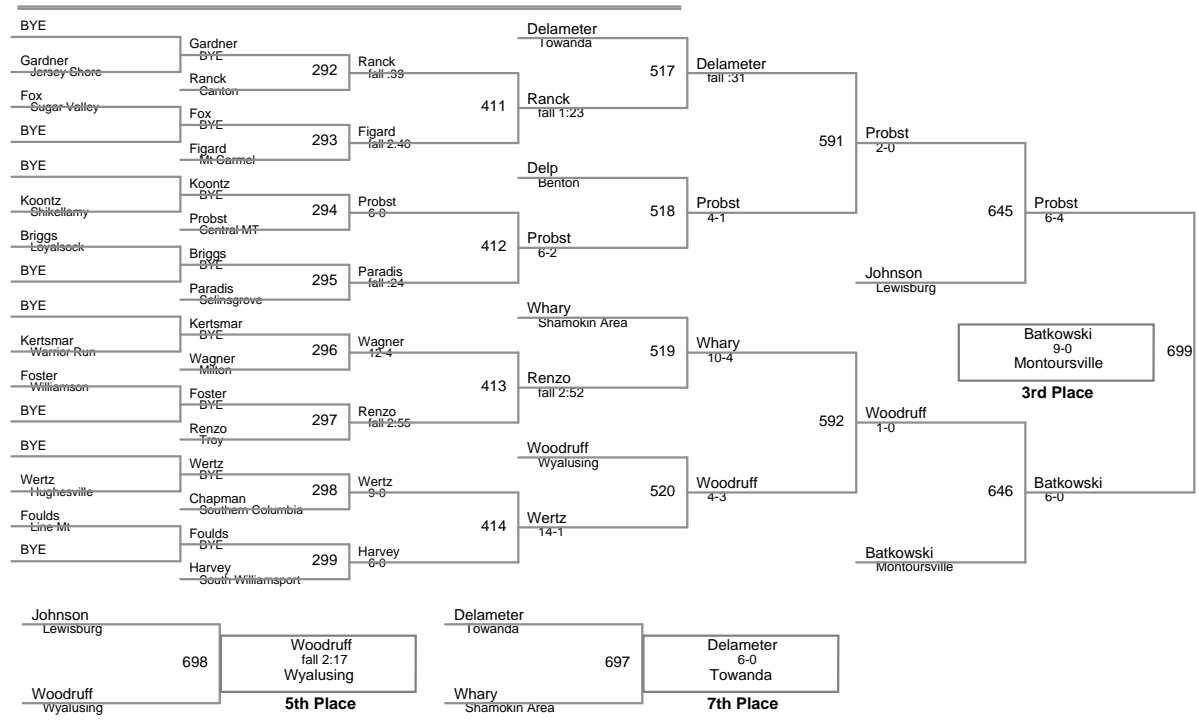 BYE
Gardner
Jersey Shore
Fox
Sugar Valley
BYE
BYE
Koontz
Shikellamy
Briggs
Loyalsock
BYE
BYE
Kertsmar
Warrior Run
Foster
Williamson
BYE
BYE
Wertz
Hughesville
Foulds
Line Mt
BYE
Gardner
BYE
292
Ranck
Canton
Fox
BYE
293
Figard
Mt Carmel
Koontz
BYE
294
Probst
Central MT
Briggs
BYE
295
Paradis
Selinsgrove
Kertsmar
BYE
296
Wagner
Milton
Foster
BYE
297
Renzo
Troy
Wertz
BYE
298
Chapman
Southern Columbia
Foulds
BYE
299
Harvey
South Williamsport
Ranck
fall :39
411
Figard
fall 2:40
Probst
6-0
412
Paradis
fall :24
Wagner
12-4
413
Renzo
fall 2:55
Wertz
9-0
414
Harvey
6-0
Delameter
Towanda
517
Ranck
fall 1:23
Delp
Benton
518
Probst
6-2
Whary
Shamokin Area
519
Renzo
fall 2:52
Woodruff
Wyalusing
520
Wertz
14-1
Delameter
fall :31
591
Probst
4-1
Whary
10-4
592
Woodruff
4-3
Probst
2-0
645
Johnson
Lewisburg
Woodruff
1-0
646
Batkowski
Montoursville
Probst
6-4
Batkowski
9-0
Montoursville
699
3rd Place
Batkowski
6-0
Johnson
Lewisburg
698
Woodruff
Wyalusing
Woodruff
fall 2:17
Wyalusing
5th Place
Delameter
Towanda
697
Whary
Shamokin Area
Delameter
6-0
Towanda
7th Place